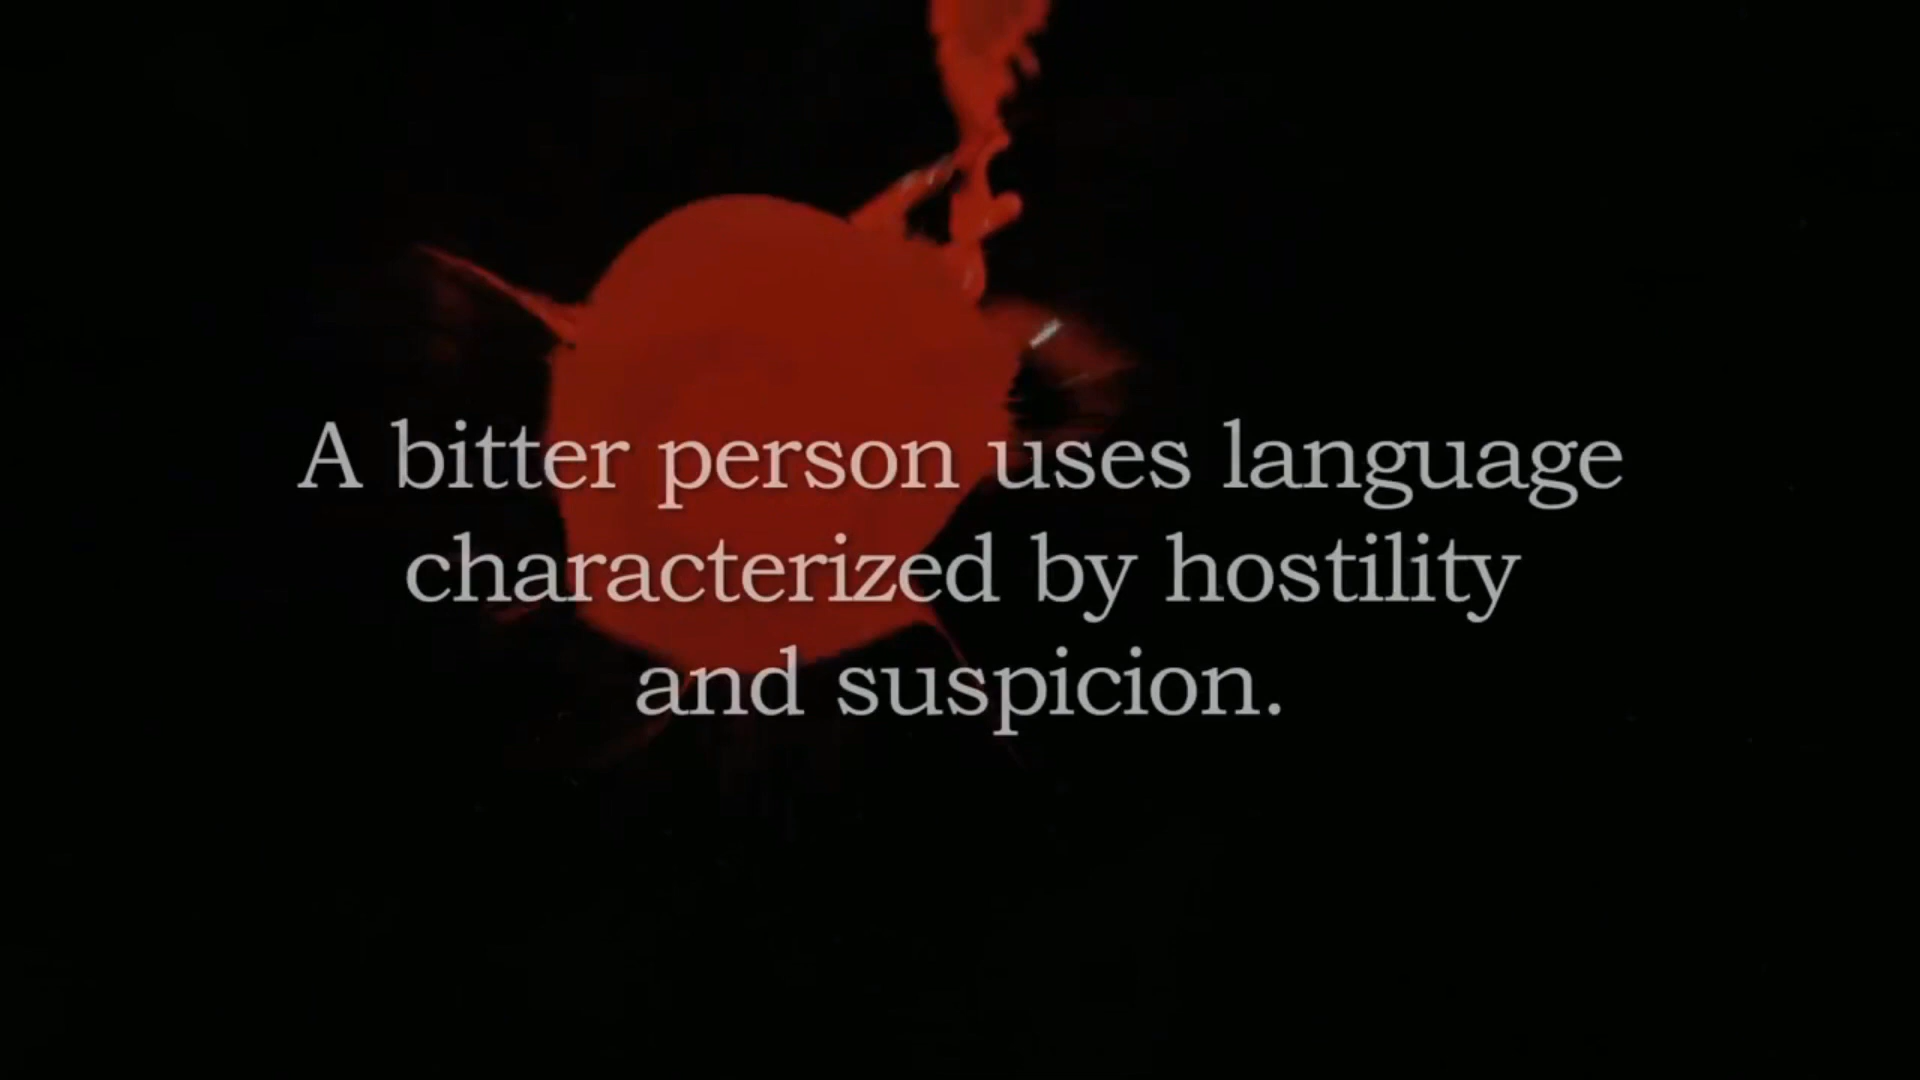 A bitter person uses language
characterized by hostility
and suspicion.